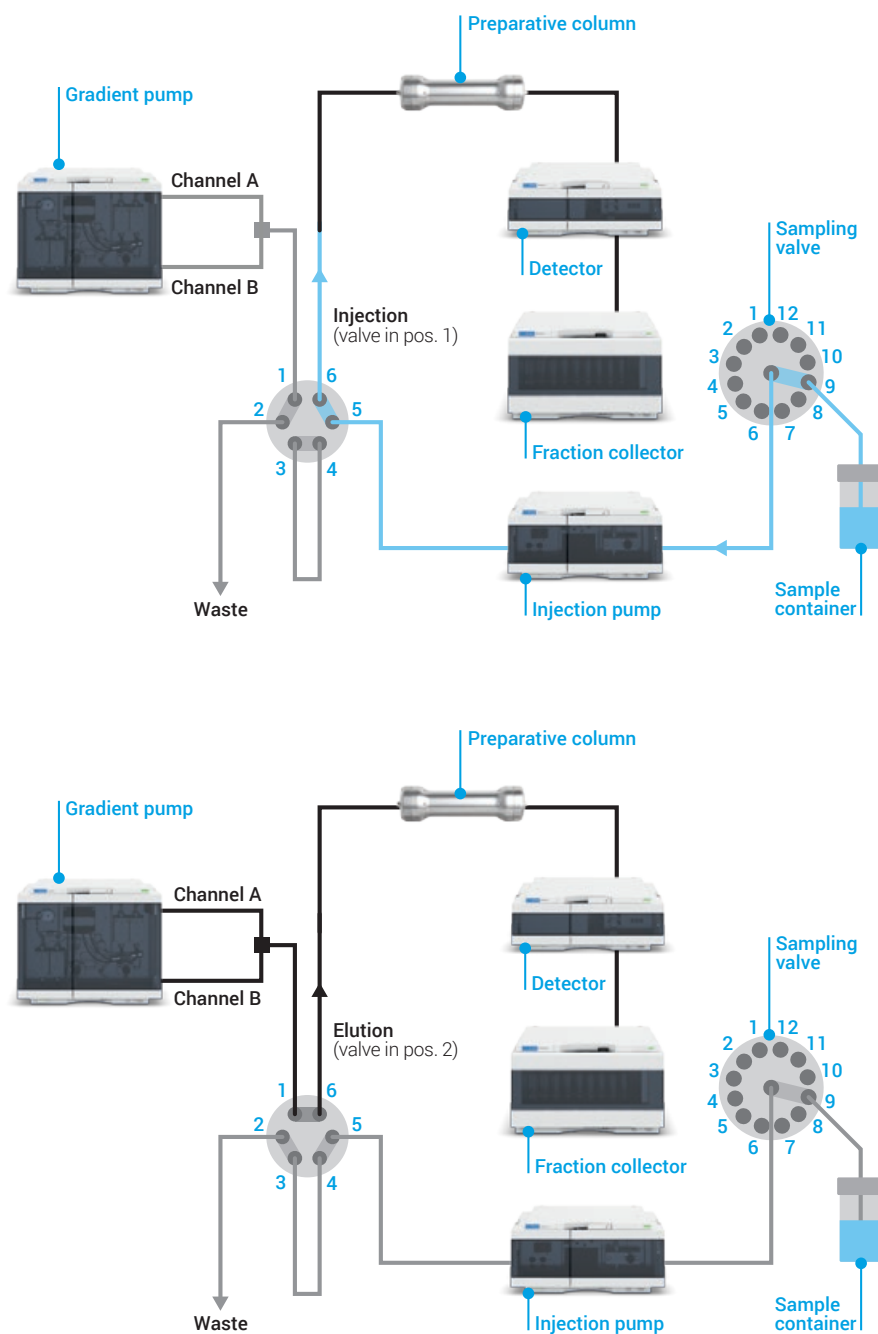 Preparative column
Gradient pump
Channel A
Channel B
Detector
Sampling
valve
Injection
(valve in pos. 1)
1
12
2
11
3
10
4
9
5
8
6
7
1
6
2
5
3
4
Fraction collector
Waste
Injection pump
Sample
container
Preparative column
Gradient pump
Channel A
Channel B
Detector
Sampling
valve
Elution
(valve in pos. 2)
1
12
2
11
3
10
4
9
5
8
6
7
1
6
2
5
3
4
Fraction collector
Waste
Injection pump
Sample
container